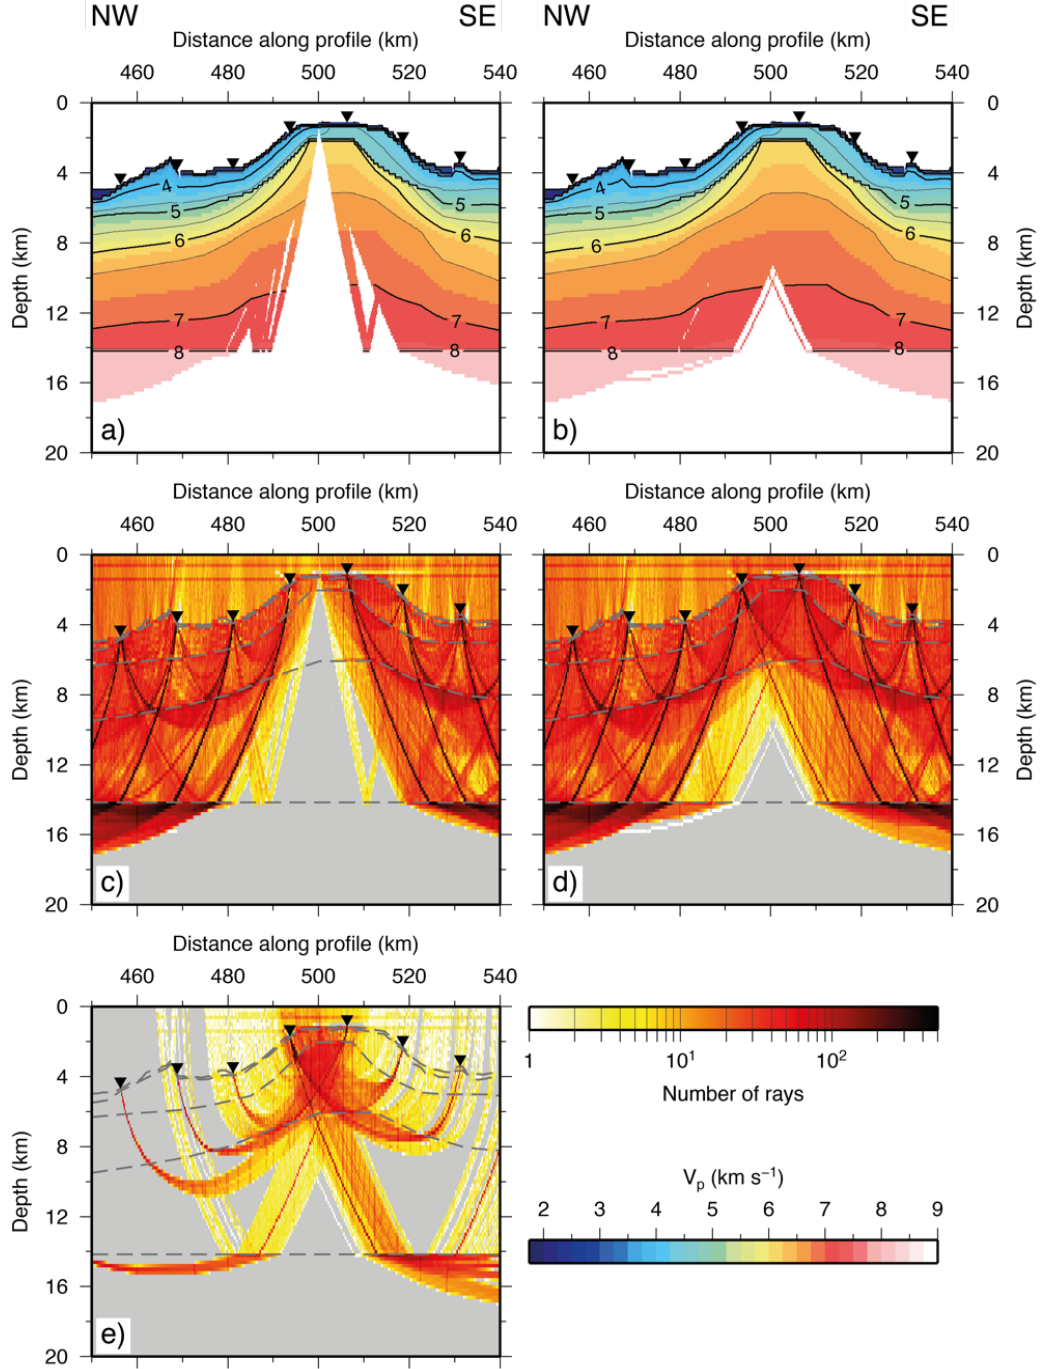 NW SE NW SE
Distance along profile (km) Distance along profile (km)
460 480 500 520 540 460 480 500 520 540
0 0
4 4
8 8
12 12
16 16
20 20
Depth (km) Depth (km)
4 5 6 7 8 5 6 7 8
4 5 6 7 8 5 6 7 8
a) b)
Distance along profile (km) Distance along profile (km)
460 480 500 520 540 460 480 500 520 540
0 0
4 4
8 8
12 12
16 16
20 20
Depth (km) Depth (km)
c) d)
Distance along profile (km)
460 480 500 520 540
0
4
8
12
16
20
Depth (km)
e)
1 10¹ 10²
Number of rays
Vp (km s⁻¹)
2 3 4 5 6 7 8 9